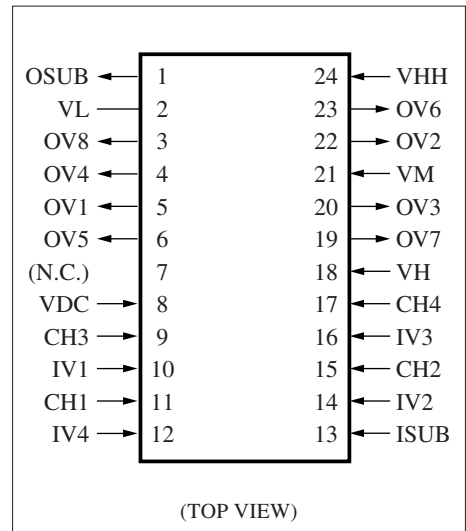 OSUB 1 24 VHH
VL 2 23 OV6
OV8 3 22 OV2
OV4 4 21 VM
OV1 5 20 OV3
OV5 6 19 OV7
(N.C.) 7 18 VH
VDC 8 17 CH4
CH3 9 16 IV3
IV1 10 15 CH2
CH1 11 14 IV2
IV4 12 13 ISUB
(TOP VIEW)